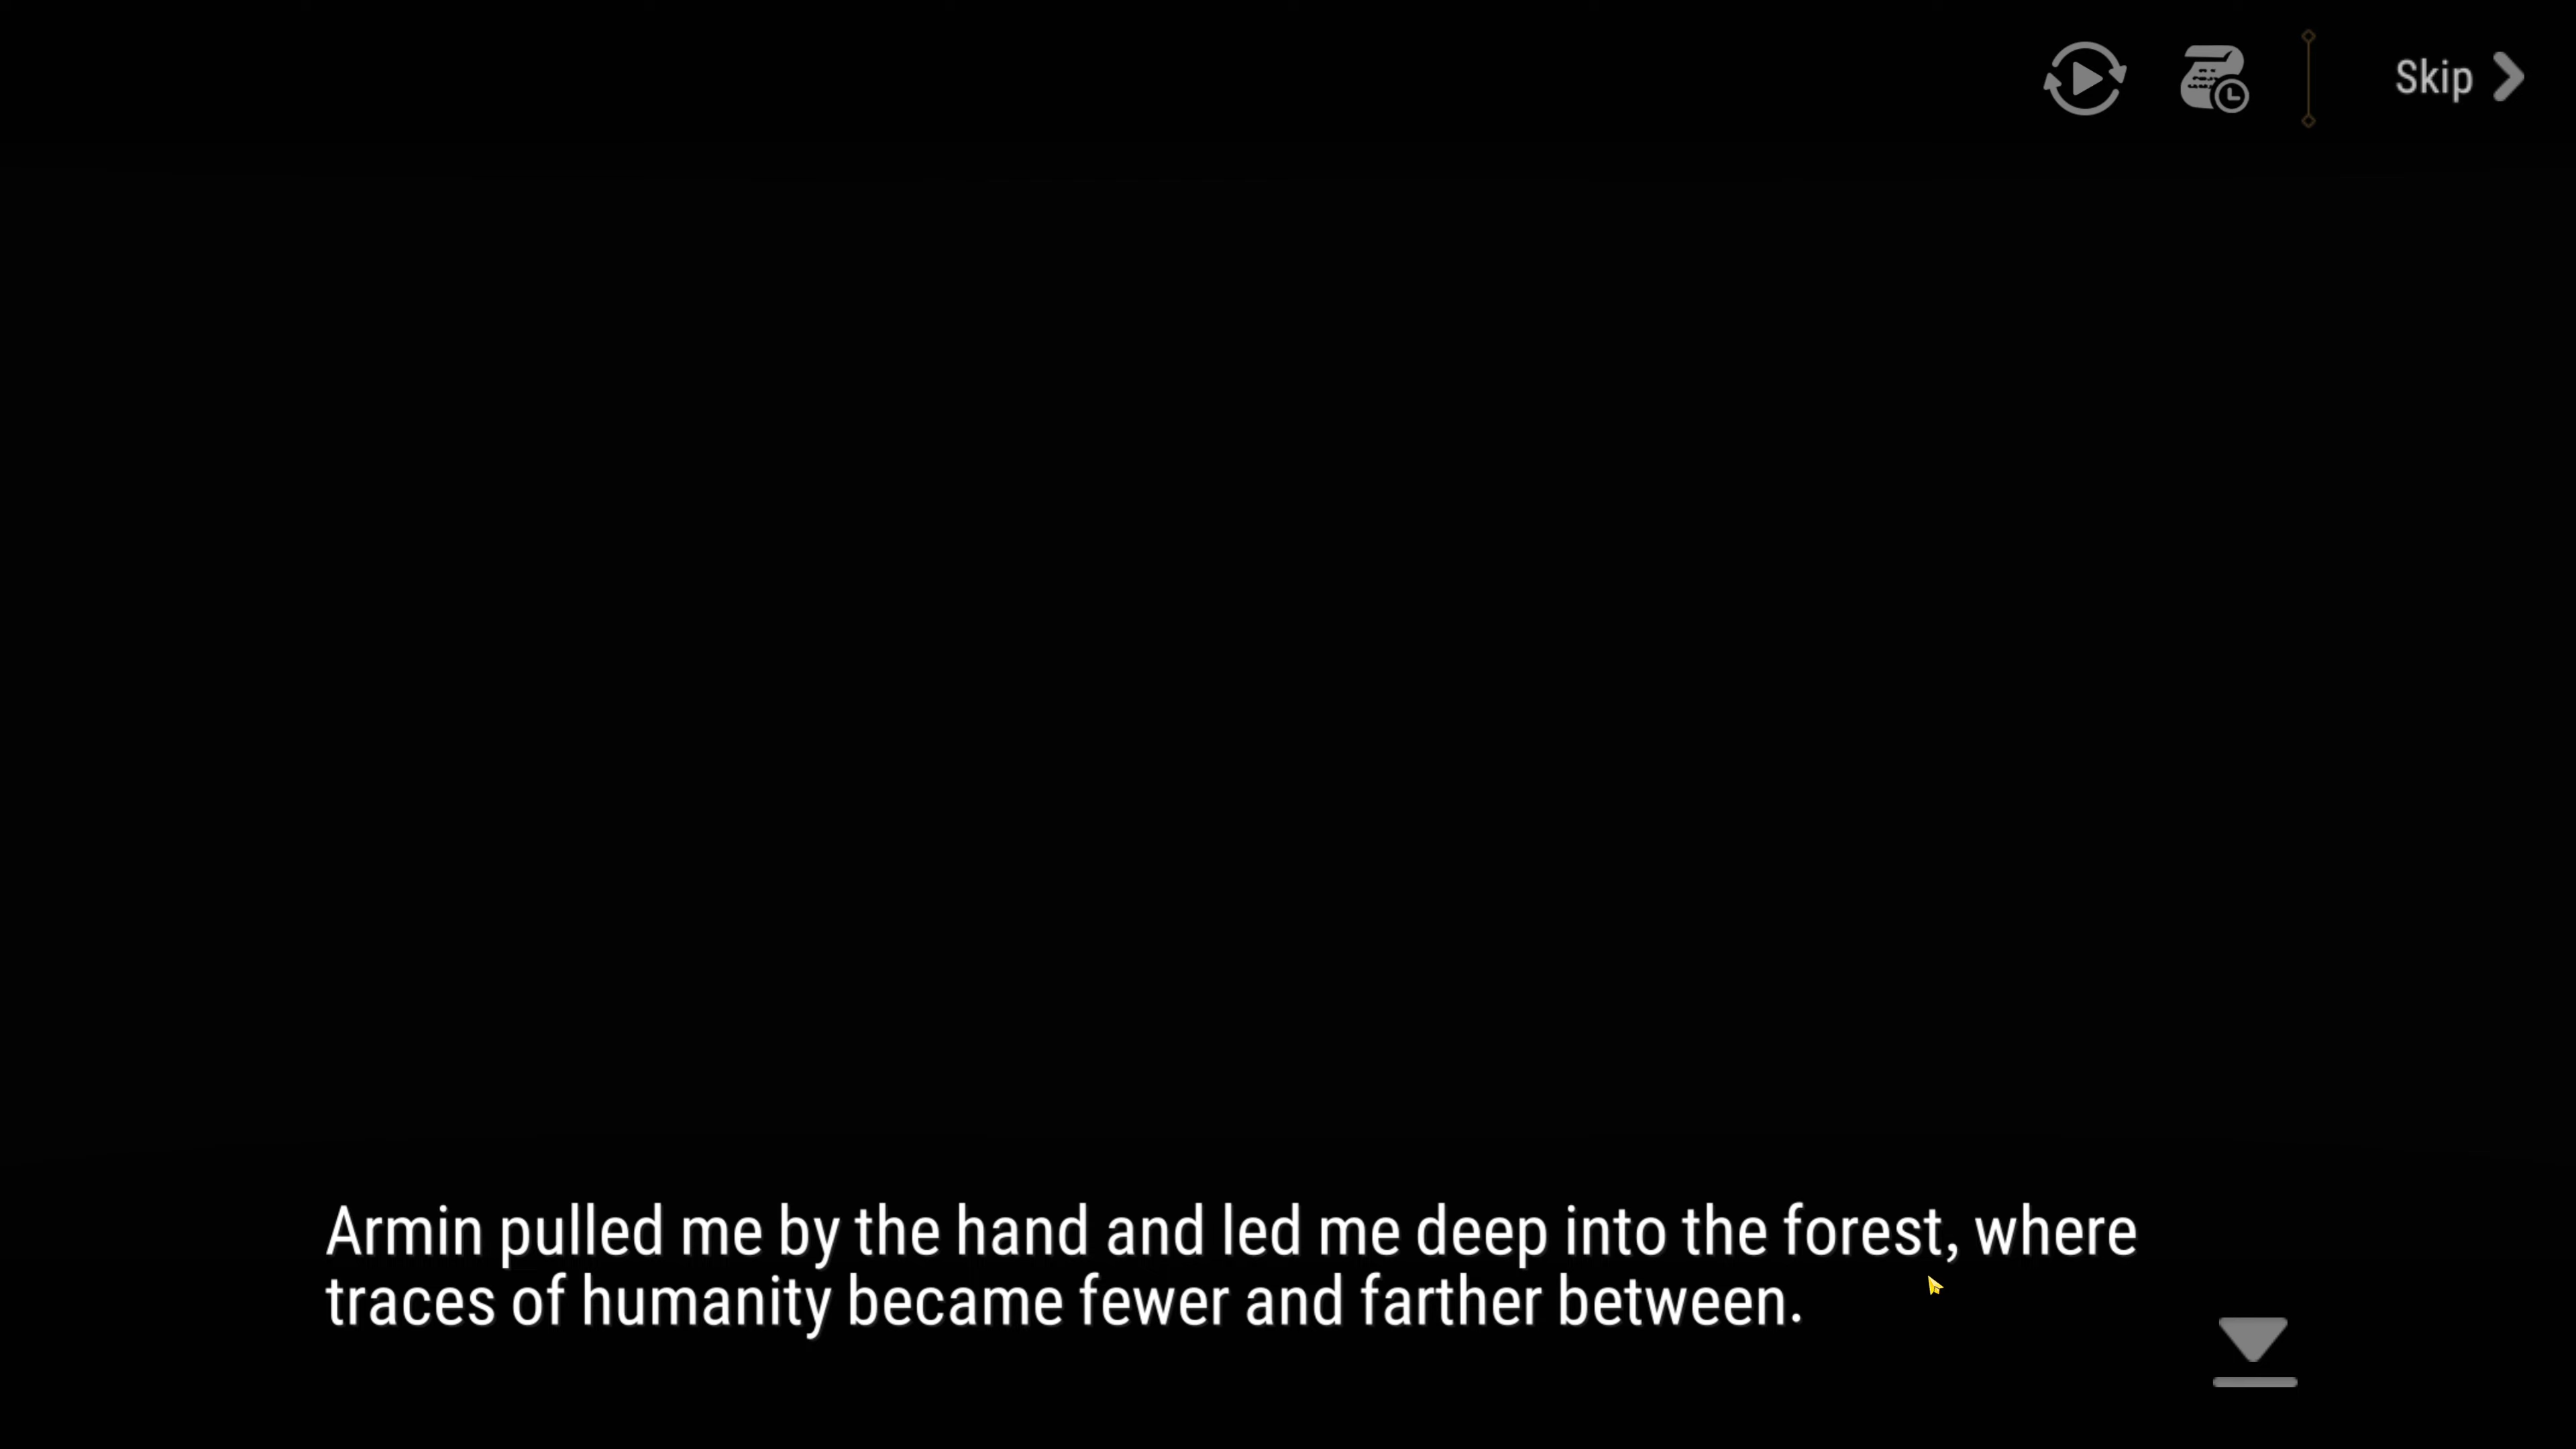 Skip
Armin pulled me by the hand and led me deep into the forest, where
traces of humanity became fewer and farther between.